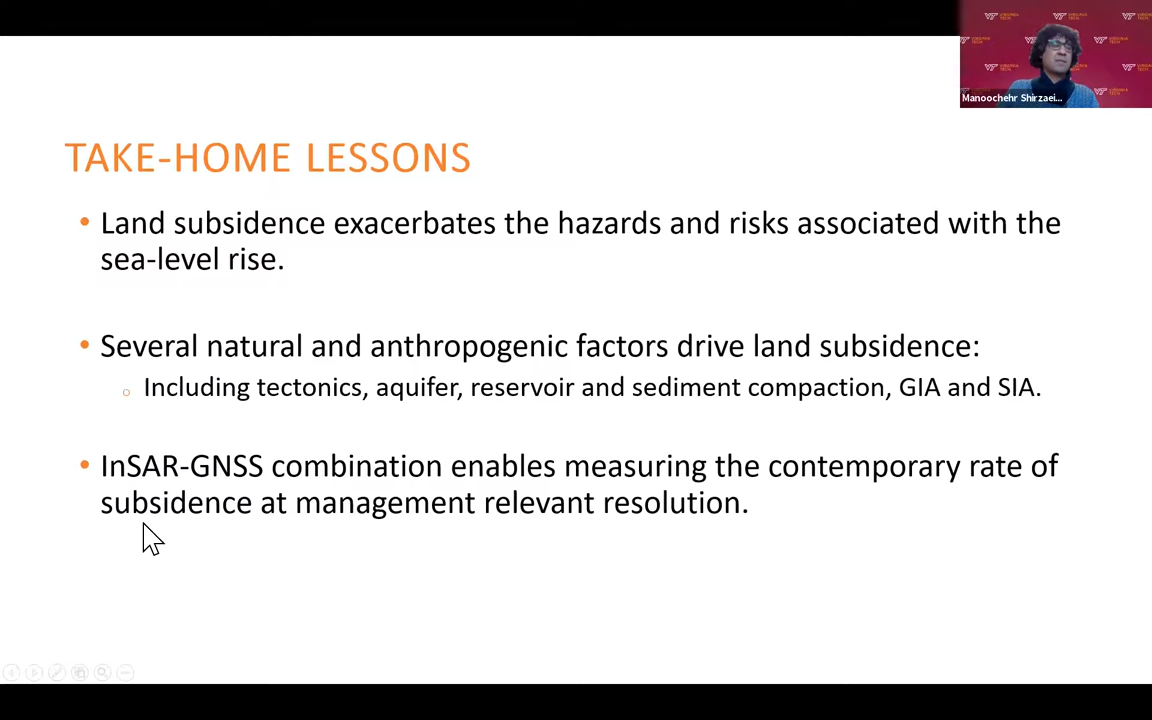 VIRGINIA TECH
Manoochehr Shirzaei...
TAKE-HOME LESSONS
• Land subsidence exacerbates the hazards and risks associated with the
sea-level rise.
• Several natural and anthropogenic factors drive land subsidence:
○ Including tectonics, aquifer, reservoir and sediment compaction, GIA and SIA.
• InSAR-GNSS combination enables measuring the contemporary rate of
subsidence at management relevant resolution.